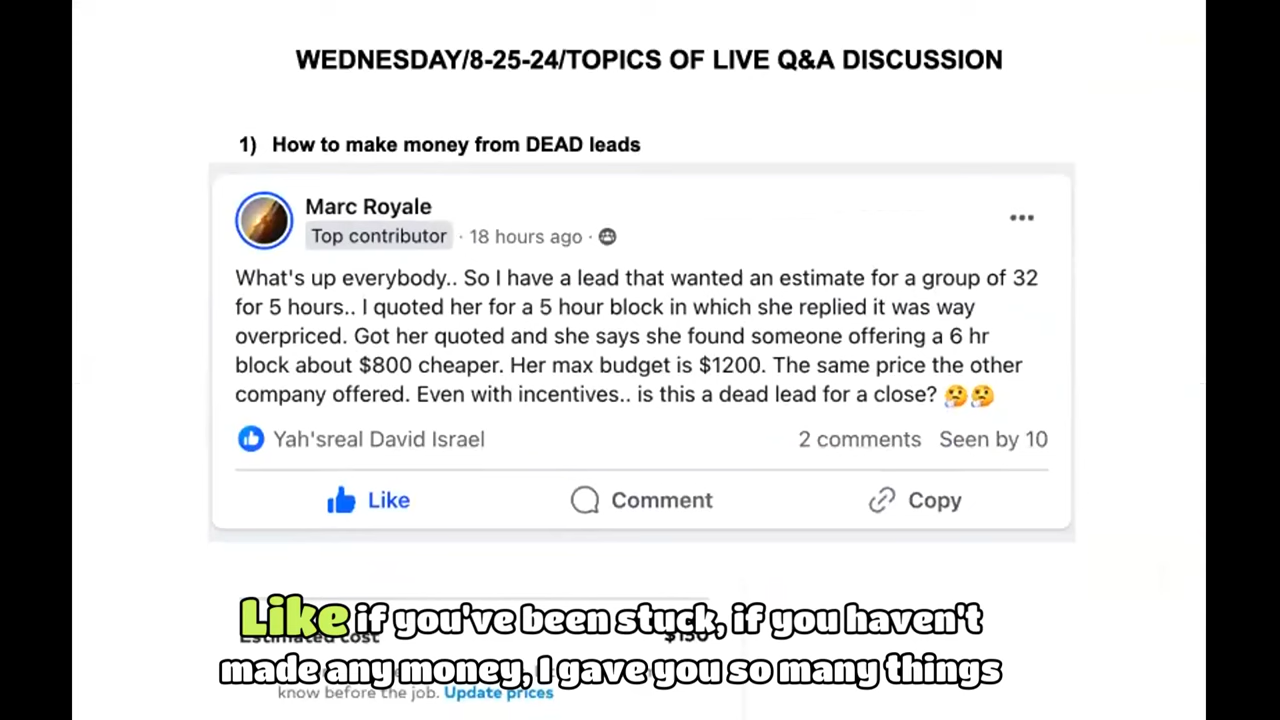 WEDNESDAY/8-25-24/TOPICS OF LIVE Q&A DISCUSSION
1) How to make money from DEAD leads
Marc Royale
Top contributor · 18 hours ago ·
What's up everybody.. So I have a lead that wanted an estimate for a group of 32
for 5 hours.. I quoted her for a 5 hour block in which she replied it was way
overpriced. Got her quoted and she says she found someone offering a 6 hr
block about $800 cheaper. Her max budget is $1200. The same price the other
company offered. Even with incentives.. is this a dead lead for a close? 🤔🤔
Yah'sreal David Israel 2 comments Seen by 10
Like Comment Copy
Like if you've been stuck, if you haven't
Estimated cost
made any money, I gave you so many things
know before the job. Update prices